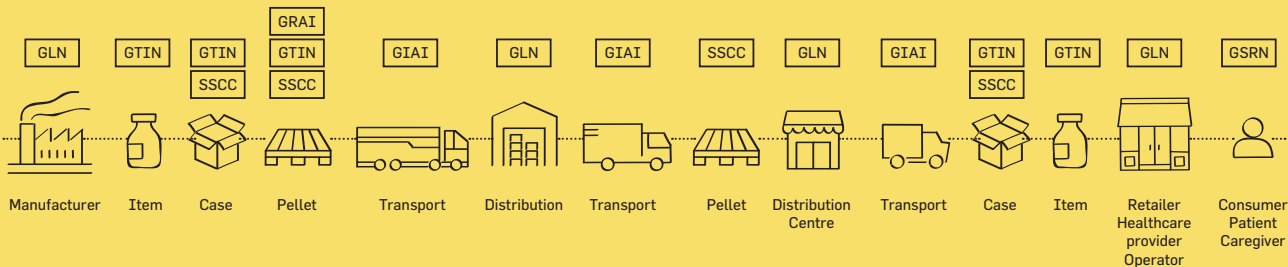 GRAI
GLN GTIN GTIN GTIN GIAI GLN GIAI SSCC GLN GIAI GTIN GTIN GLN GSRN
SSCC SSCC SSCC
Manufacturer Item Case Pellet Transport Distribution Transport Pellet Distribution Transport Case Item Retailer Consumer
Centre Healthcare Patient
provider Caregiver
Operator